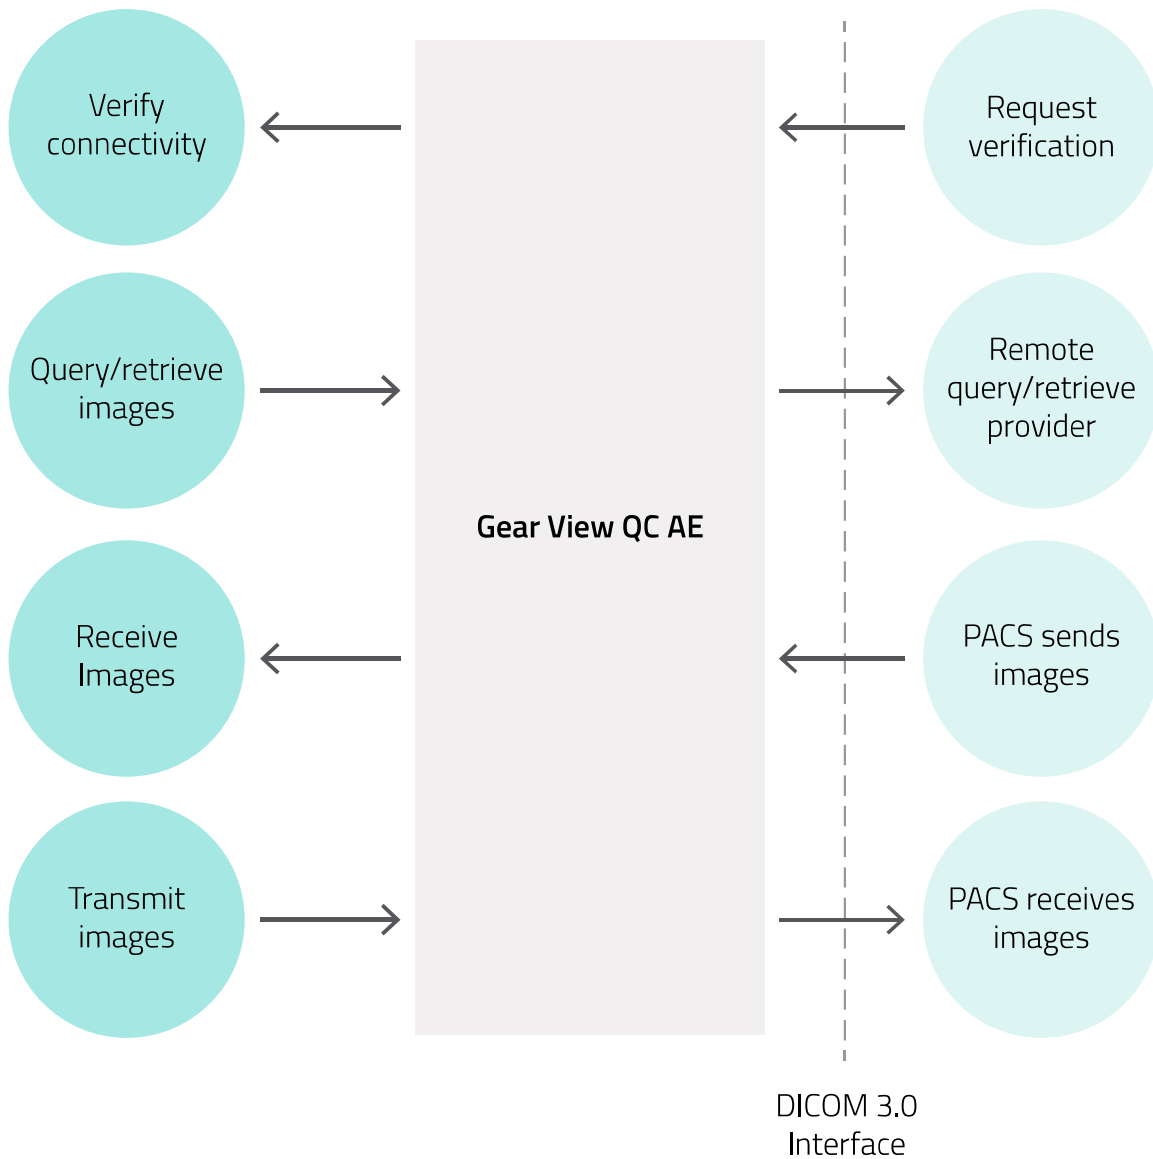 Verify
connectivity
Request
verification
Query/retrieve
images
Remote
query/retrieve
provider
Gear View QC AE
Receive
Images
PACS sends
images
Transmit
images
PACS receives
images
DICOM 3.0
Interface